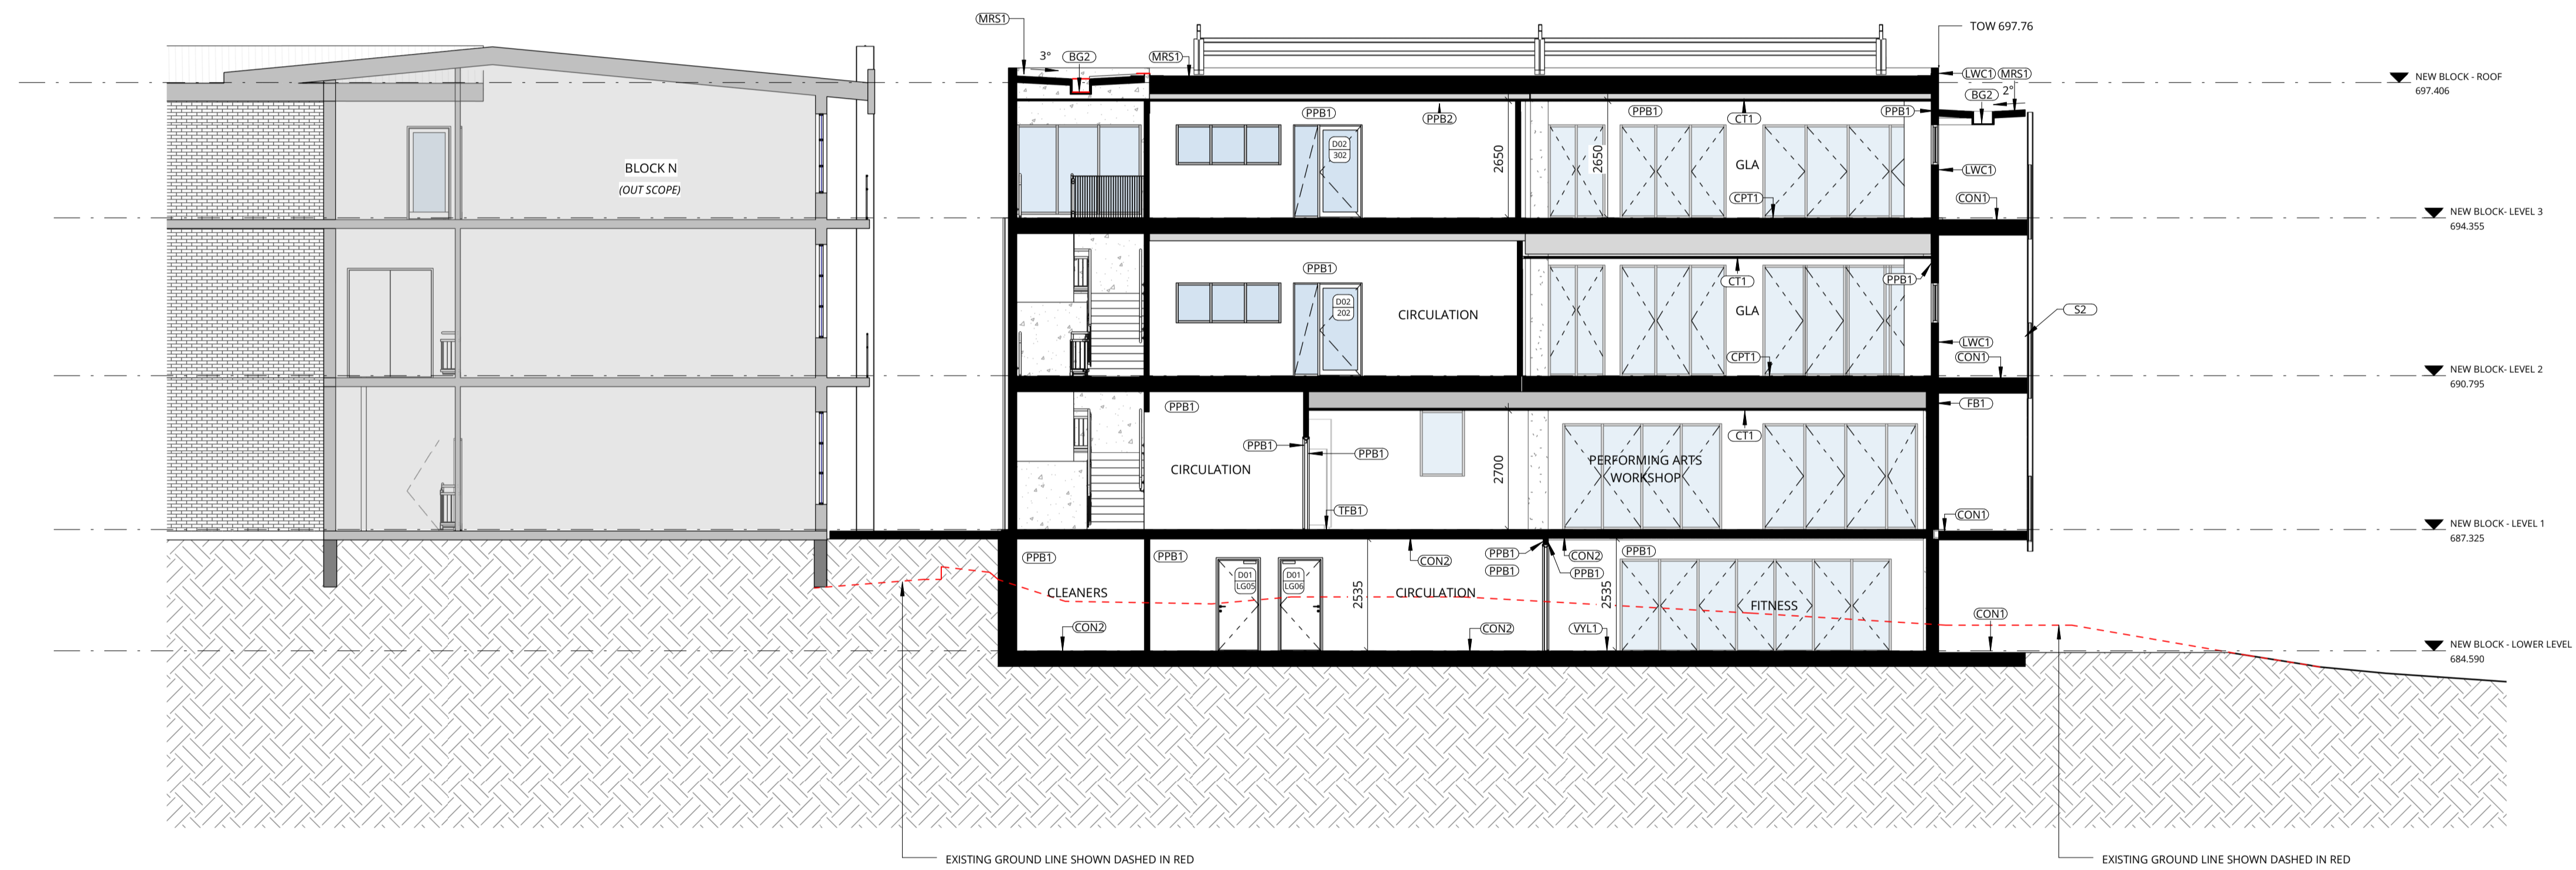 MRS1
TOW 697.76
3°
BG2
MRS1
LWC1
MRS1
NEW BLOCK - ROOF
697.406
BG2
2°
PPB1
PPB2
PPB1
CT1
PPB1
D02
302
2650
2650
GLA
BLOCK N
(OUT SCOPE)
LWC1
CPT1
CON1
NEW BLOCK- LEVEL 3
694.355
PPB1
CT1
PPB1
D02
202
CIRCULATION
GLA
S2
LWC1
CPT1
CON1
NEW BLOCK- LEVEL 2
690.795
PPB1
FB1
CT1
PPB1
PPB1
CIRCULATION
2700
PERFORMING ARTS
WORKSHOP
TFB1
CON1
NEW BLOCK - LEVEL 1
687.325
PPB1
PPB1
CON2
PPB1
PPB1
CON2
PPB1
PPB1
D01
LG05
D01
LG06
CLEANERS
2535
CIRCULATION
2535
FITNESS
CON1
CON2
CON2
VYL1
NEW BLOCK - LOWER LEVEL
684.590
EXISTING GROUND LINE SHOWN DASHED IN RED
EXISTING GROUND LINE SHOWN DASHED IN RED